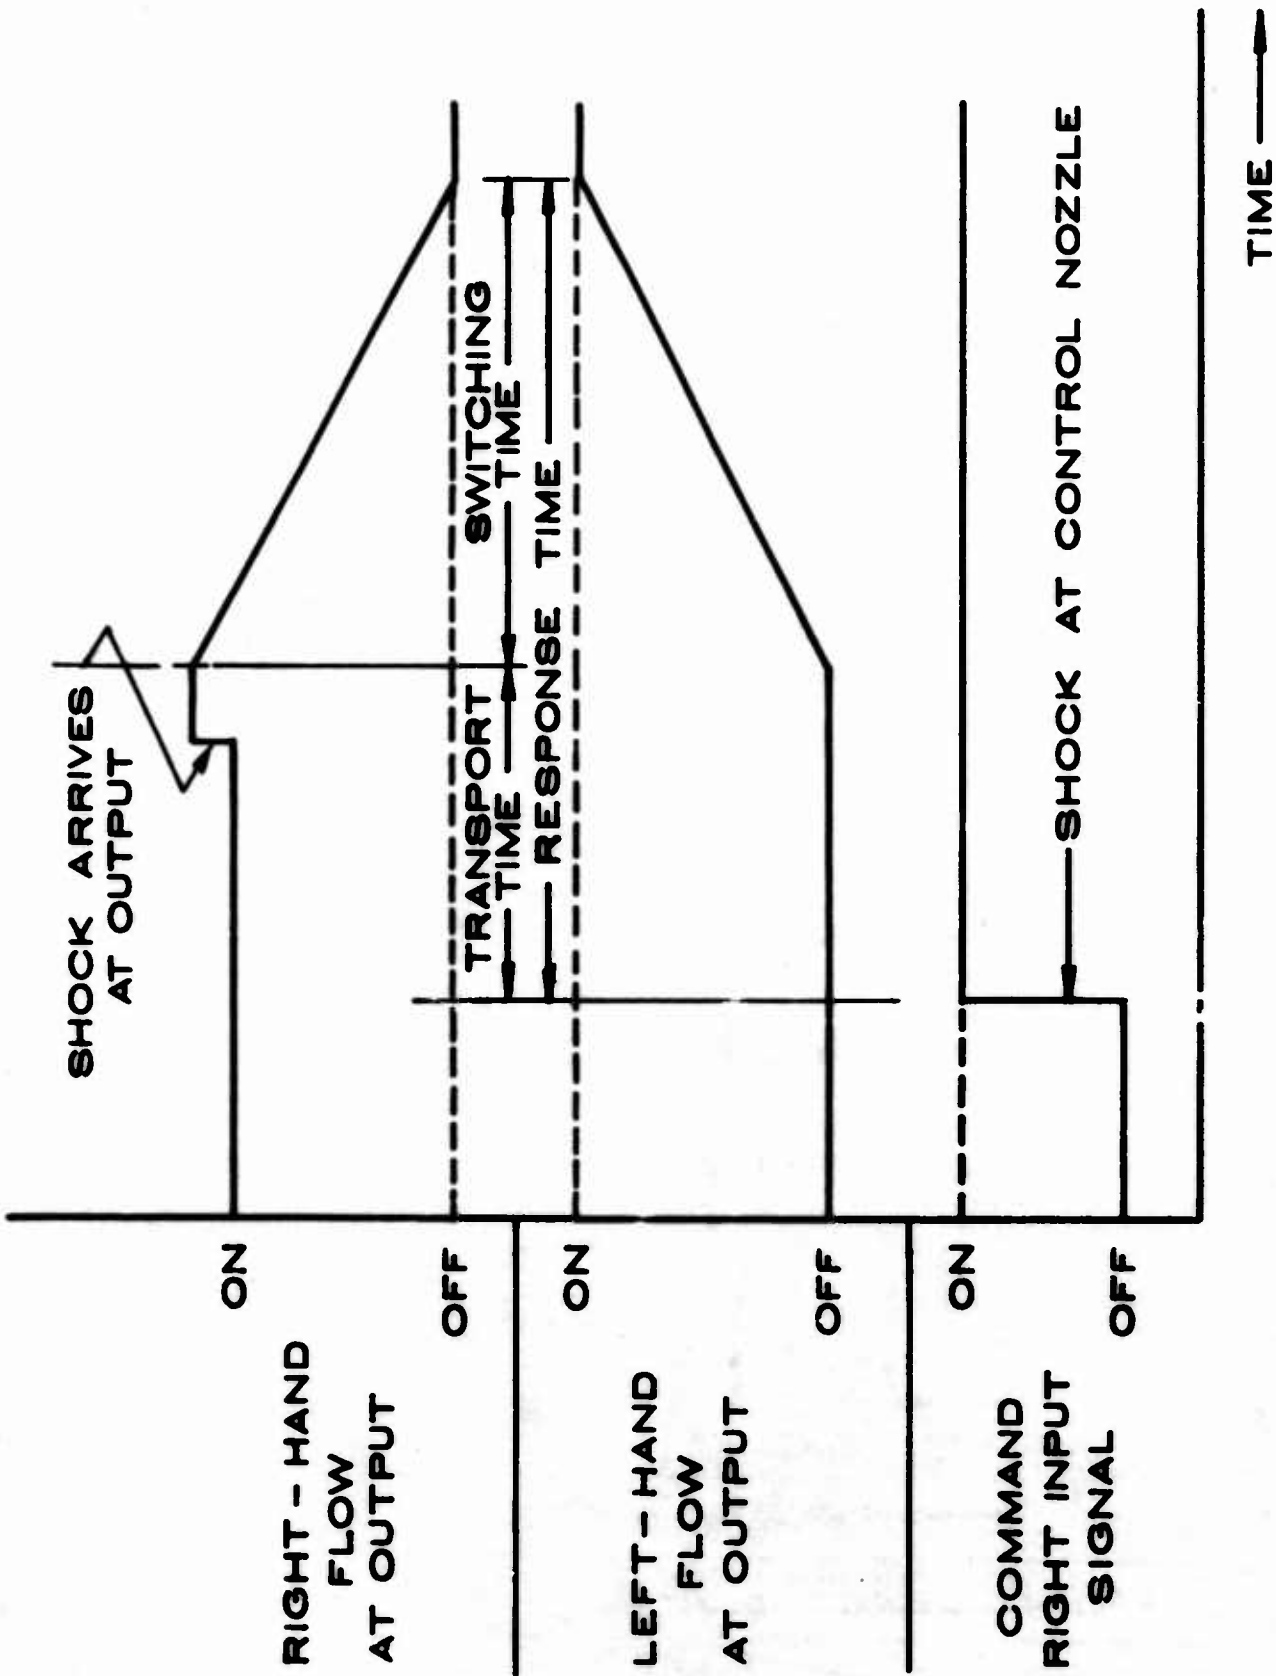 SHOCK ARRIVES
AT OUTPUT
RIGHT-HAND
FLOW
AT OUTPUT
ON
OFF
TRANSPORT
TIME
SWITCHING
TIME
RESPONSE TIME
LEFT-HAND
FLOW
AT OUTPUT
ON
OFF
COMMAND
RIGHT INPUT
SIGNAL
ON
OFF
SHOCK AT CONTROL NOZZLE
TIME